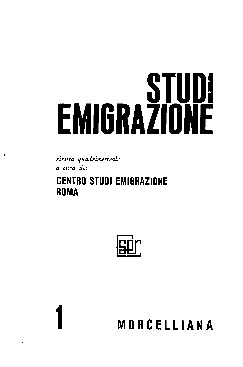 STUDI
EMIGRAZIONE
rivista quadrimestrale
a cura del
CENTRO STUDI EMIGRAZIONE
ROMA
1
MORCELLIANA